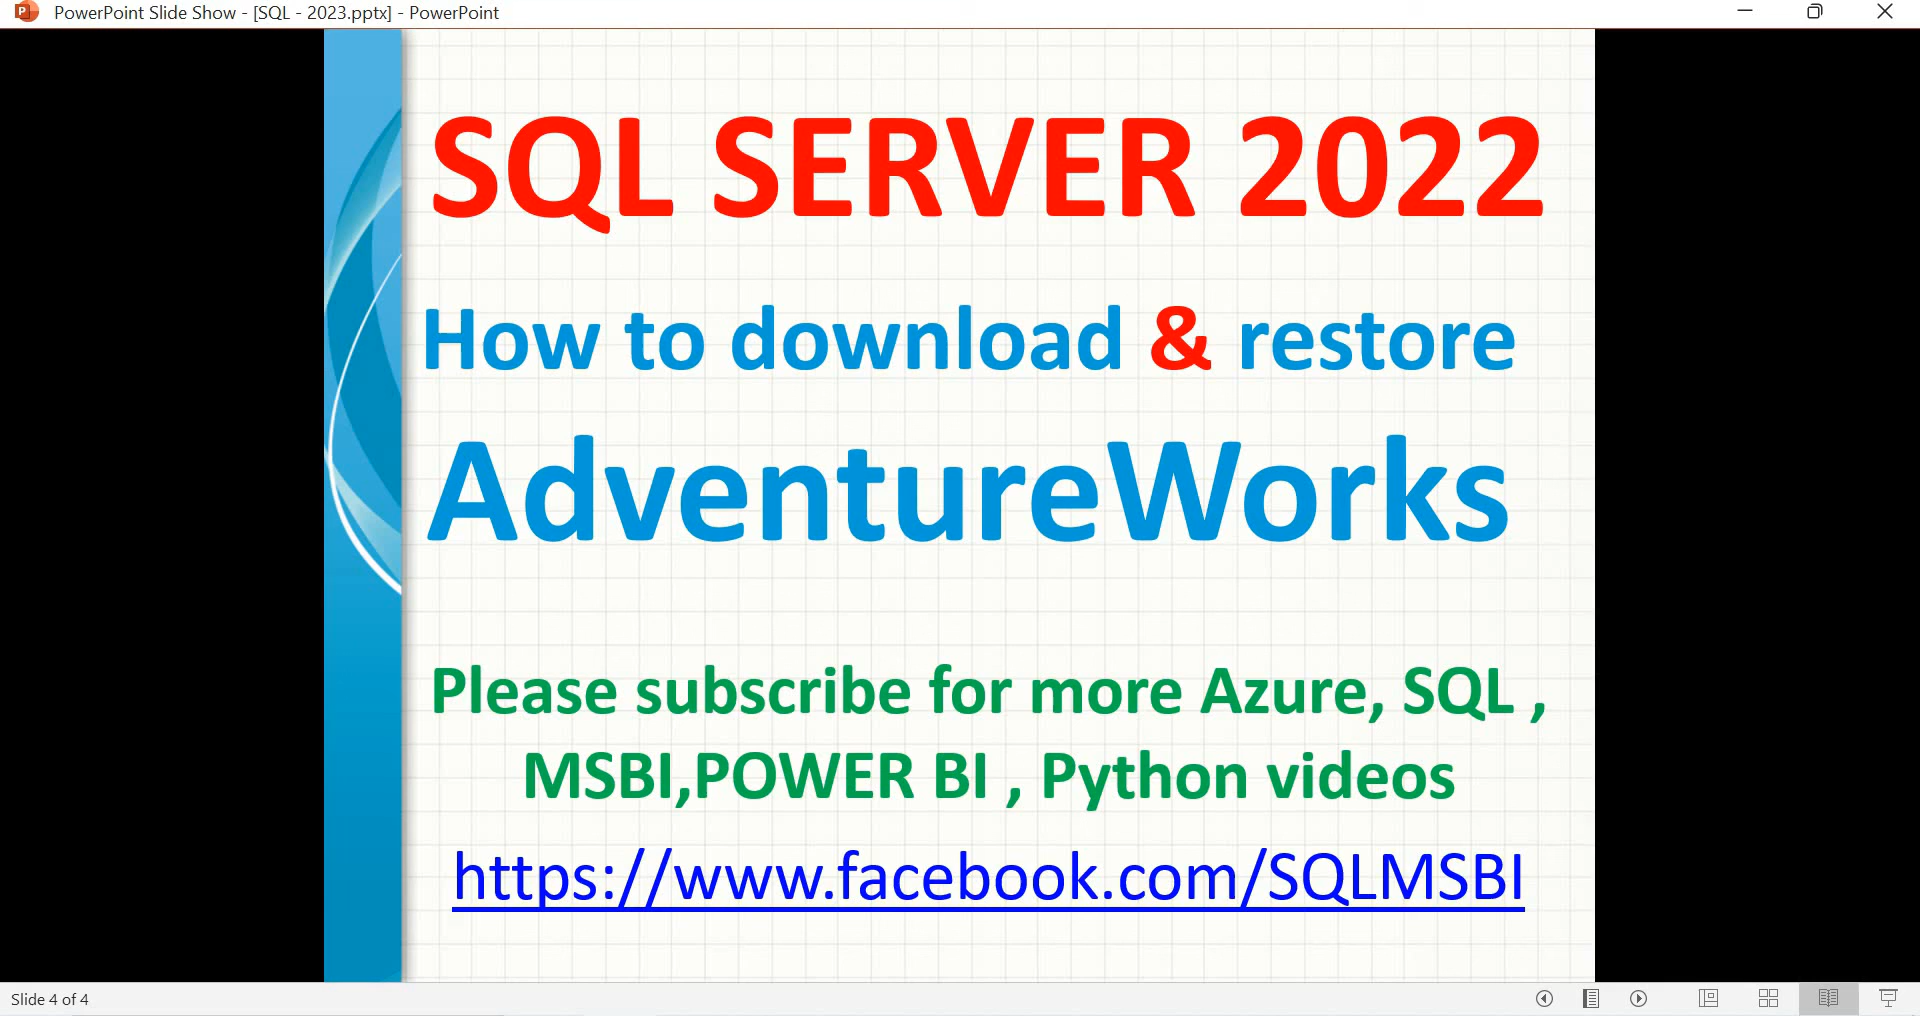 PowerPoint Slide Show - [SQL - 2023.pptx] - PowerPoint
SQL SERVER 2022
How to download & restore
AdventureWorks
Please subscribe for more Azure, SQL ,
MSBI,POWER BI , Python videos
https://www.facebook.com/SQLMSBI
Slide 4 of 4